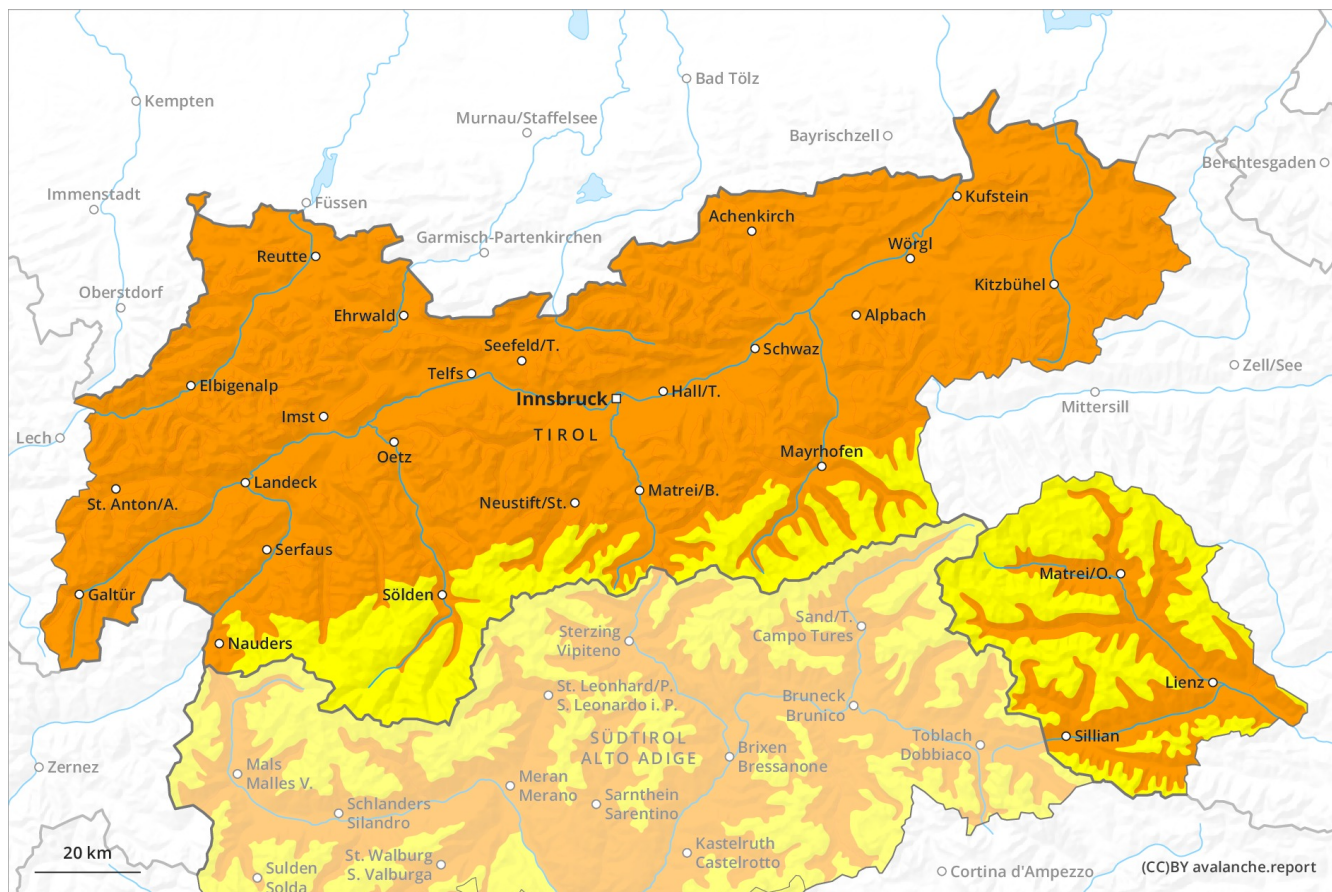 Bad Tölz
Kempten
Murnau/Staffelsee
Bayrischzell
Berchtesgaden
Immenstadt
Füssen
Kufstein
Achenkirch
Garmisch-Partenkirchen
Wörgl
Reutte
Kitzbühel
Oberstdorf
Ehrwald
Alpbach
Seefeld/T.
Schwaz
Zell/See
Telfs
Elbigenalp
Hall/T.
Innsbruck
Mittersill
Imst
TIROL
Lech
Oetz
Mayrhofen
Landeck
Matrei/B.
St. Anton/A.
Neustift/St.
Serfaus
Matrei/O.
Galtür
Sölden
Sand/T.
Campo Tures
Sterzing
Vipiteno
Nauders
Lienz
St. Leonhard/P.
S. Leonardo i. P.
Bruneck
Brunico
SÜDTIROL
ALTO ADIGE
Toblach
Dobbiaco
Sillian
Brixen
Bressanone
Zernez
Mals
Malles V.
Meran
Merano
Sarnthein
Sarentino
Schlanders
Silandro
Kastelruth
Castelrotto
20 km
St. Walburg
S. Valburga
Sulden
Solda
Cortina d'Ampezzo
(CC)BY avalanche.report